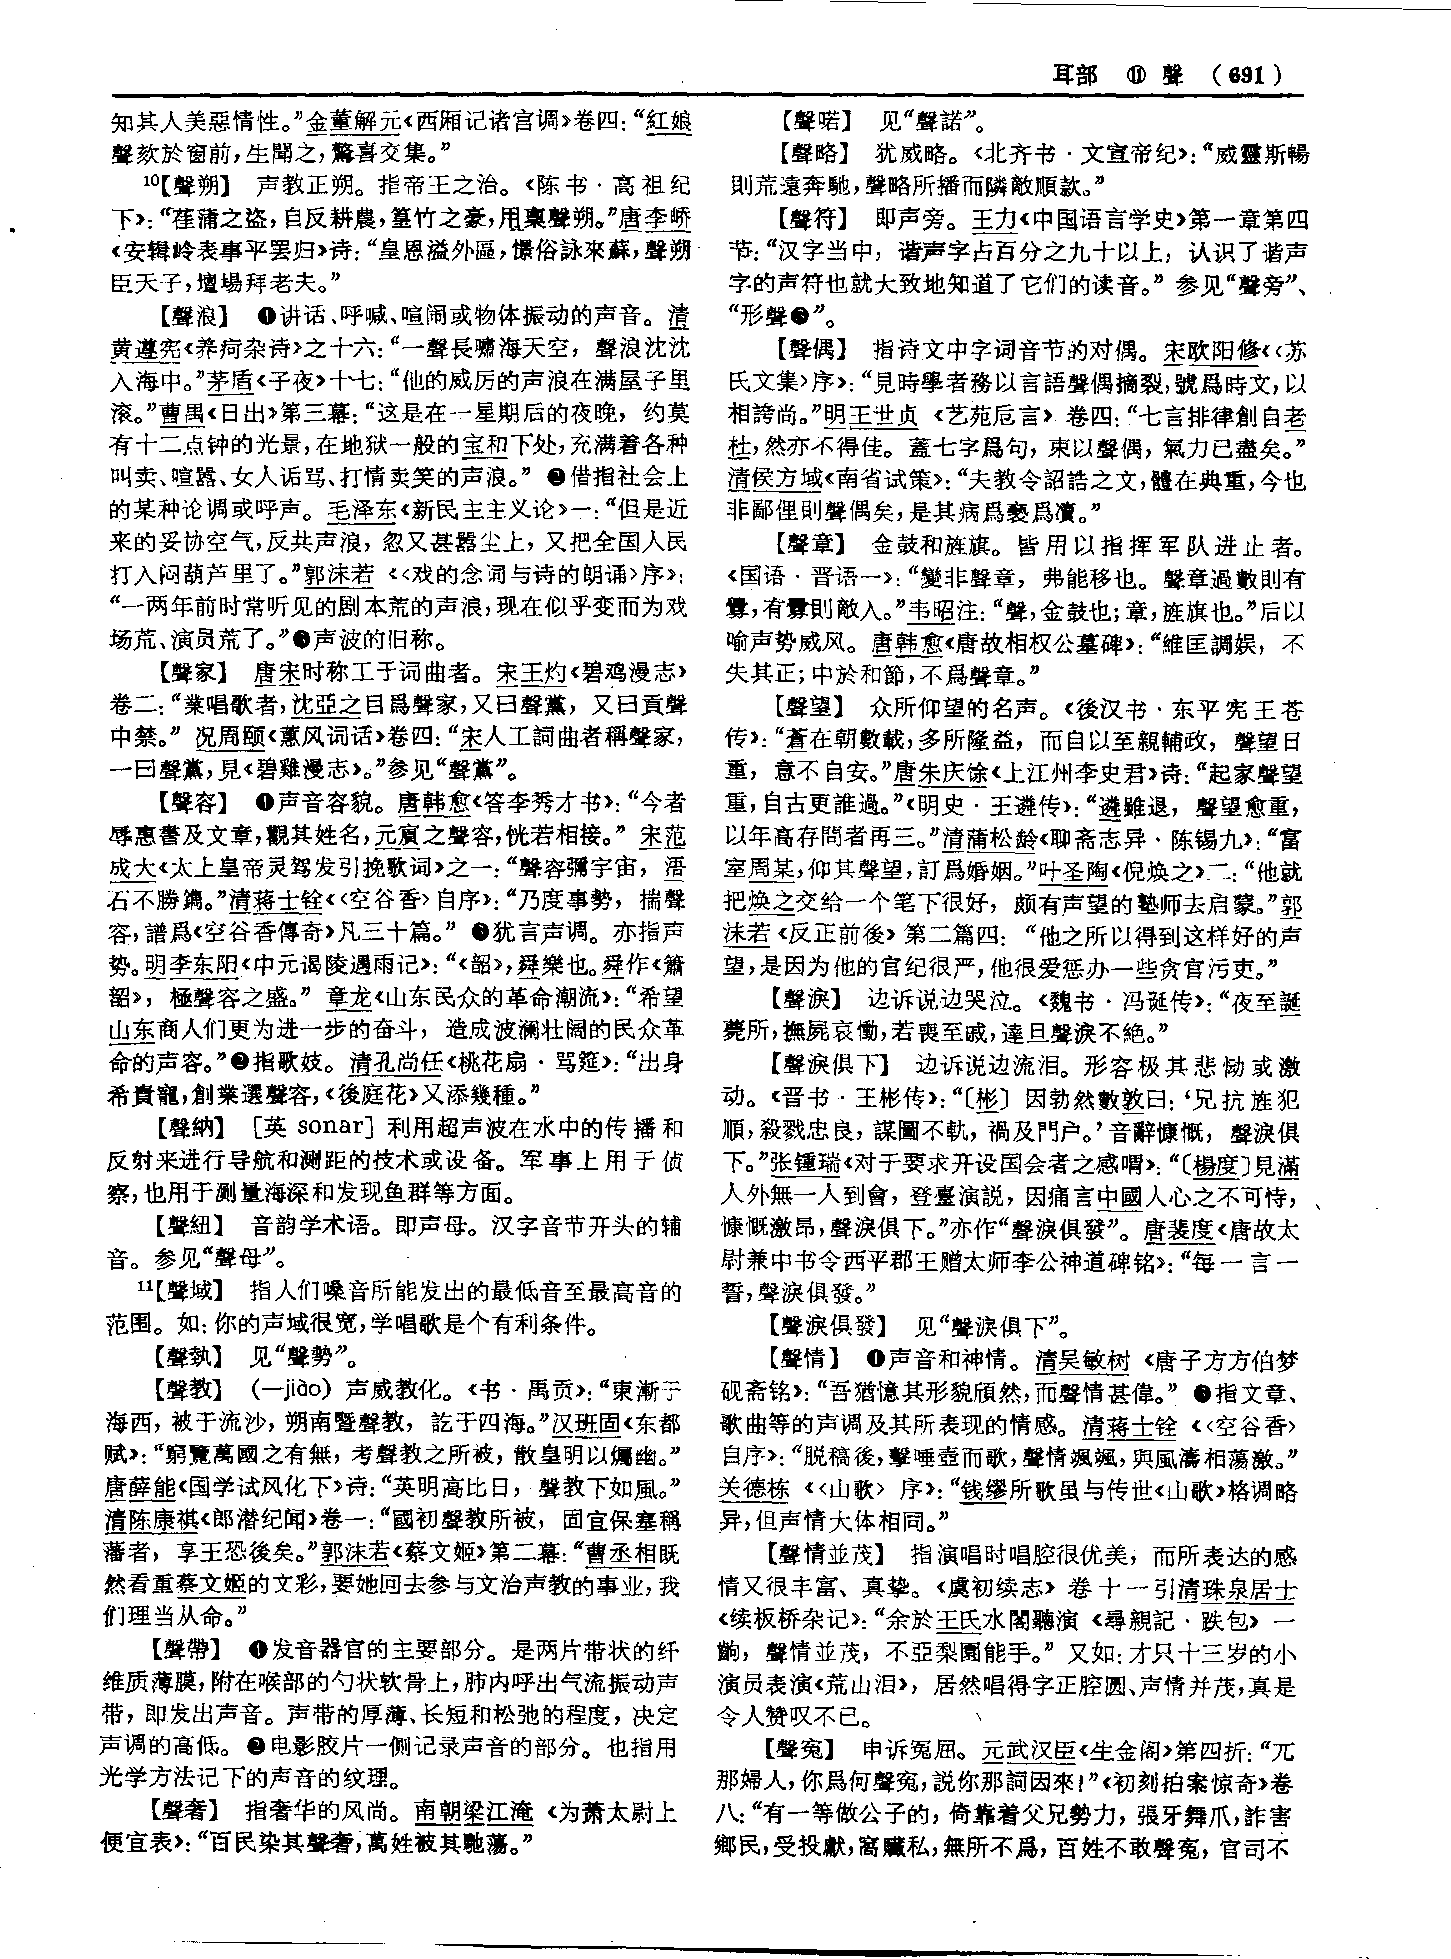 耳部 ⑪ 聲 (691)
知其人美惡情性。”金董解元《西厢记诸宫调》卷四：“紅娘
聲欬於窗前，生聞之，驚喜交集。”
¹⁰【聲朔】 声教正朔。指帝王之治。《陈书·高祖纪
下》：“萑蒲之盜，自反耕農，篁竹之豪，用稟聲朔。”唐李峤
《安辑岭表事平罢归》诗：“皇恩溢外區，憬俗詠來蘇，聲朔
臣天子，壇場拜老夫。”
【聲浪】 ❶讲话、呼喊、喧闹或物体振动的声音。清
黄遵宪《养疴杂诗》之十六：“一聲長嘯海天空，聲浪沈沈
入海中。”茅盾《子夜》十七：“他的威厉的声浪在满屋子里
滚。”曹禺《日出》第三幕：“这是在一星期后的夜晚，约莫
有十二点钟的光景，在地狱一般的宝和下处，充满着各种
叫卖、喧嚣、女人诟骂、打情卖笑的声浪。” ❷借指社会上
的某种论调或呼声。毛泽东《新民主主义论》一：“但是近
来的妥协空气，反共声浪，忽又甚嚣尘上，又把全国人民
打入闷葫芦里了。”郭沫若《〈戏的念词与诗的朗诵〉序》：
“一两年前时常听见的剧本荒的声浪，现在似乎变而为戏
场荒、演员荒了。”❸声波的旧称。
【聲家】 唐宋时称工于词曲者。宋王灼《碧鸡漫志》
卷二：“業唱歌者，沈亞之目爲聲家，又曰聲黨，又曰貢聲
中禁。” 况周颐《蕙风词话》卷四：“宋人工詞曲者稱聲家，
一曰聲黨，見《碧雞漫志》。”参见“聲黨”。
【聲容】 ❶声音容貌。唐韩愈《答李秀才书》：“今者
辱惠書及文章，觀其姓名，元賓之聲容，恍若相接。” 宋范
成大《太上皇帝灵驾发引挽歌词》之一：“聲容彌宇宙，浯
石不勝鐫。”清蒋士铨《〈空谷香〉自序》：“乃度事勢，揣聲
容，譜爲《空谷香傳奇》凡三十篇。” ❷犹言声调。亦指声
势。明李东阳《中元谒陵遇雨记》：“《韶》，舜樂也。舜作《簫
韶》，極聲容之盛。” 章龙《山东民众的革命潮流》：“希望
山东商人们更为进一步的奋斗，造成波澜壮阔的民众革
命的声容。”❸指歌妓。清孔尚任《桃花扇·骂筵》：“出身
希貴寵，創業選聲容，《後庭花》又添幾種。”
【聲納】 [英 sonar] 利用超声波在水中的传播和
反射来进行导航和测距的技术或设备。军事上用于侦
察，也用于测量海深和发现鱼群等方面。
【聲紐】 音韵学术语。即声母。汉字音节开头的辅
音。参见“聲母”。
¹¹【聲域】 指人们嗓音所能发出的最低音至最高音的
范围。如：你的声域很宽，学唱歌是个有利条件。
【聲埶】 见“聲勢”。
【聲教】 (—jiào) 声威教化。《书·禹贡》：“東漸于
海西，被于流沙，朔南暨聲教，訖于四海。”汉班固《东都
赋》：“窮覽萬國之有無，考聲教之所被，散皇明以燭幽。”
唐薛能《国学试风化下》诗：“英明高比日，聲教下如風。”
清陈康祺《郎潜纪闻》卷一：“國初聲教所被，固宜保塞稱
藩者，享王恐後矣。”郭沫若《蔡文姬》第二幕：“曹丞相既
然看重蔡文姬的文彩，要她回去参与文治声教的事业，我
们理当从命。”
【聲帶】 ❶发音器官的主要部分。是两片带状的纤
维质薄膜，附在喉部的勺状软骨上，肺内呼出气流振动声
带，即发出声音。声带的厚薄、长短和松弛的程度，决定
声调的高低。❷电影胶片一侧记录声音的部分。也指用
光学方法记下的声音的纹理。
【聲奢】 指奢华的风尚。南朝梁江淹《为萧太尉上
便宜表》：“百民染其聲奢，萬姓被其馳蕩。”
【聲喏】 见“聲諾”。
【聲略】 犹威略。《北齐书·文宣帝纪》：“威靈斯暢
則荒遠奔馳，聲略所播而隣敵順款。”
【聲符】 即声旁。王力《中国语言学史》第一章第四
节：“汉字当中，谐声字占百分之九十以上，认识了谐声
字的声符也就大致地知道了它们的读音。” 参见“聲旁”、
“形聲❸”。
【聲偶】 指诗文中字词音节的对偶。宋欧阳修《〈苏
氏文集〉序》：“見時學者務以言語聲偶摘裂，號爲時文，以
相誇尚。”明王世贞《艺苑卮言》卷四：“七言排律創自老
杜，然亦不得佳。蓋七字爲句，束以聲偶，氣力已盡矣。”
清侯方域《南省试策》：“夫教令詔誥之文，體在典重，今也
非鄙俚則聲偶矣，是其病爲褻爲瀆。”
【聲章】 金鼓和旌旗。皆用以指挥军队进止者。
《国语·晋语一》：“變非聲章，弗能移也。聲章過數則有
釁，有釁則敵入。”韦昭注：“聲，金鼓也；章，旌旗也。”后以
喻声势威风。唐韩愈《唐故相权公墓碑》：“維匡調娱，不
失其正；中於和節，不爲聲章。”
【聲望】 众所仰望的名声。《後汉书·东平宪王苍
传》：“蒼在朝數載，多所隆益，而自以至親輔政，聲望日
重，意不自安。”唐朱庆馀《上江州李史君》诗：“起家聲望
重，自古更誰過。”《明史·王遴传》：“遴雖退，聲望愈重，
以年高存問者再三。”清蒲松龄《聊斋志异·陈锡九》：“富
室周某，仰其聲望，訂爲婚姻。”叶圣陶《倪焕之》二：“他就
把焕之交给一个笔下很好，颇有声望的塾师去启蒙。”郭
沫若《反正前後》第二篇四：“他之所以得到这样好的声
望，是因为他的官纪很严，他很爱惩办一些贪官污吏。”
【聲淚】 边诉说边哭泣。《魏书·冯诞传》：“夜至誕
薨所，撫屍哀慟，若喪至戚，達旦聲淚不絶。”
【聲淚俱下】 边诉说边流泪。形容极其悲恸或激
动。《晋书·王彬传》：“〔彬〕因勃然數敦曰：‘兄抗旌犯
順，殺戮忠良，謀圖不軌，禍及門户。’音辭慷慨，聲淚俱
下。”张锺瑞《对于要求开设国会者之感喟》：“〔楊度〕見滿
人外無一人到會，登臺演説，因痛言中國人心之不可恃，
慷慨激昂，聲淚俱下。”亦作“聲淚俱發”。唐裴度《唐故太
尉兼中书令西平郡王赠太师李公神道碑铭》：“每一言一
誓，聲淚俱發。”
【聲淚俱發】 见“聲淚俱下”。
【聲情】 ❶声音和神情。清吴敏树《唐子方方伯梦
砚斋铭》：“吾猶憶其形貌頎然，而聲情甚偉。” ❷指文章、
歌曲等的声调及其所表现的情感。清蒋士铨《〈空谷香〉
自序》：“脱稿後，擊唾壺而歌，聲情颯颯，與風濤相蕩激。”
关德栋《〈山歌〉序》：“钱缪所歌虽与传世《山歌》格调略
异，但声情大体相同。”
【聲情並茂】 指演唱时唱腔很优美，而所表达的感
情又很丰富、真挚。《虞初续志》卷十一引清珠泉居士
《续板桥杂记》：“余於王氏水閣聽演《尋親記·跌包》一
齣，聲情並茂，不亞梨園能手。” 又如：才只十三岁的小
演员表演《荒山泪》，居然唱得字正腔圆、声情并茂，真是
令人赞叹不已。
【聲冤】 申诉冤屈。元武汉臣《生金阁》第四折：“兀
那婦人，你爲何聲冤，説你那詞因來！”《初刻拍案惊奇》卷
八：“有一等做公子的，倚靠着父兄勢力，張牙舞爪，詐害
鄉民，受投獻，窩贓私，無所不爲，百姓不敢聲冤，官司不